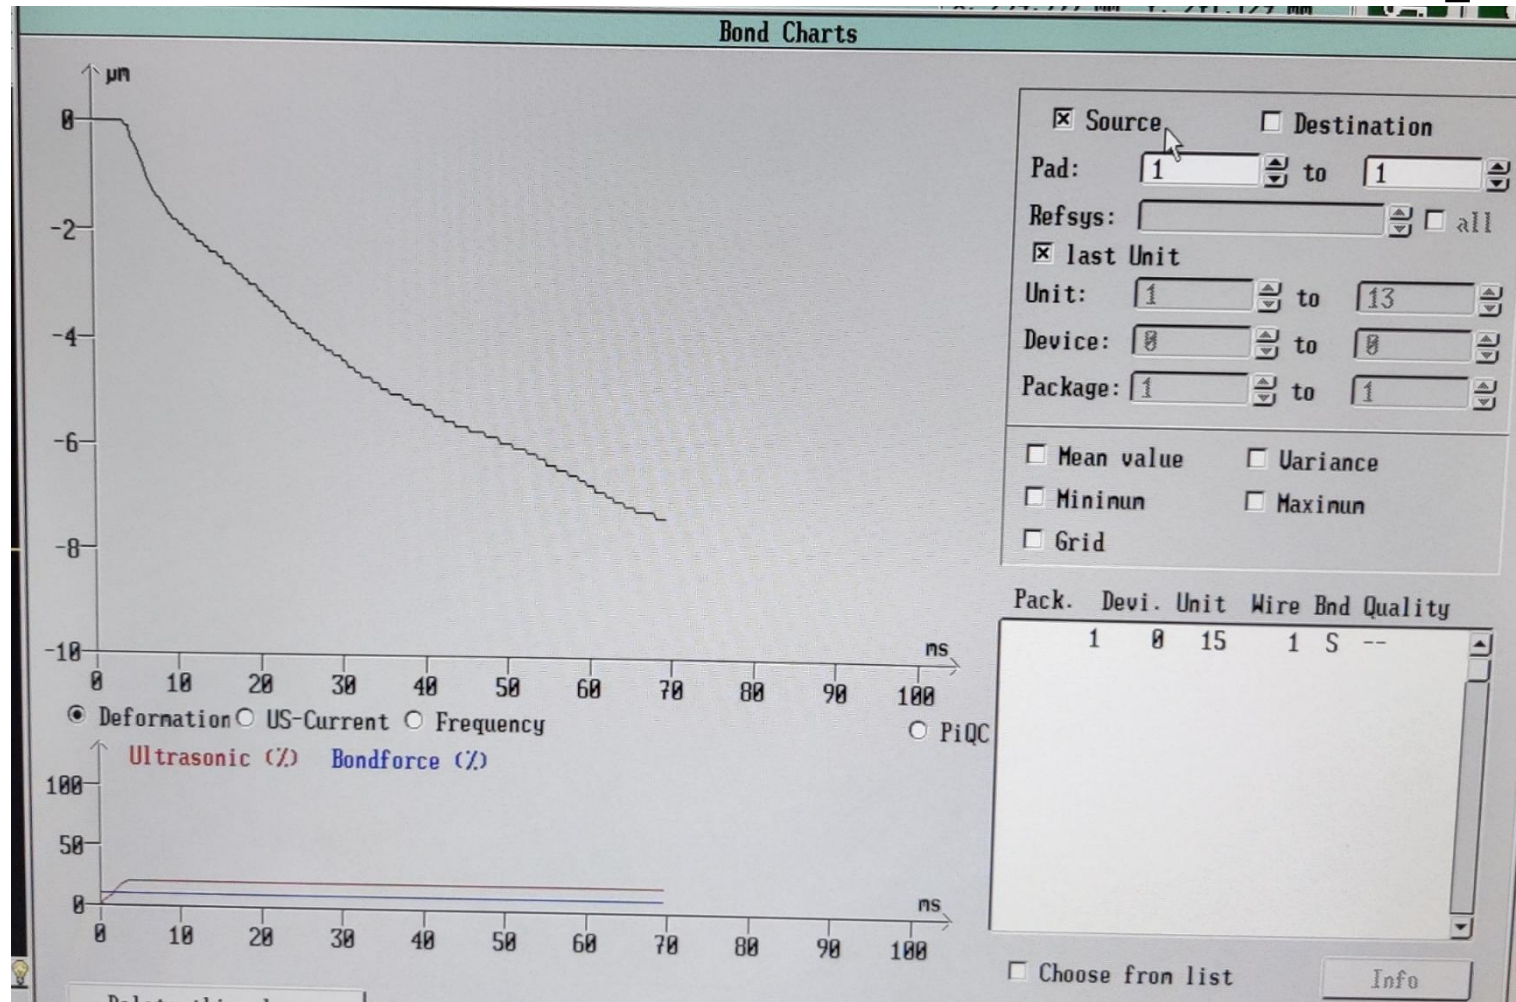 Bond Charts
µm
0
-2
-4
-6
-8
-10
ms
0 10 20 30 40 50 60 70 80 90 100
Deformation US-Current Frequency PiQC
Ultrasonic (%) Bondforce (%)
100
50
0
ms
0 10 20 30 40 50 60 70 80 90 100
Source Destination
Pad: 1 to 1
Refsys: all
last Unit
Unit: 1 to 13
Device: 0 to 0
Package: 1 to 1
Mean value Variance
Minimum Maximum
Grid
Pack. Devi. Unit Wire Bnd Quality
1 0 15 1 S --
Choose from list Info